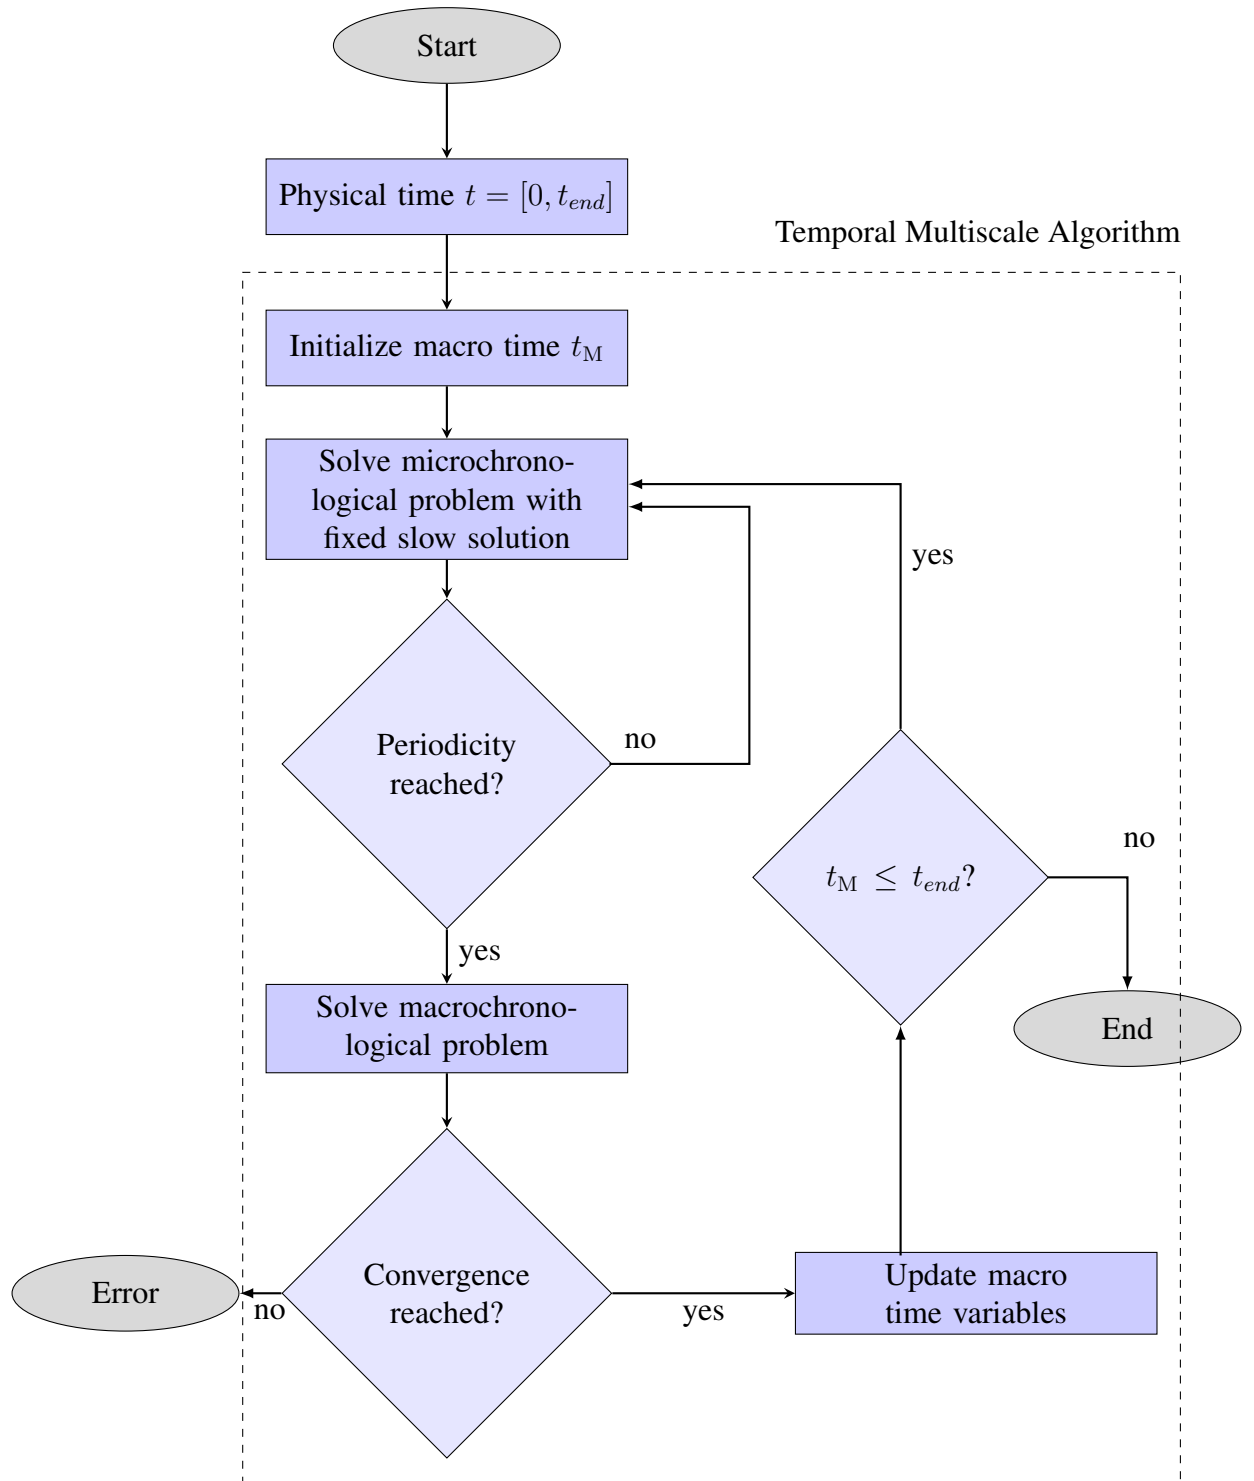 Start
Physical time t = [0, t_end]
Temporal Multiscale Algorithm
Initialize macro time t_M
Solve microchrono-
logical problem with
fixed slow solution
yes
Periodicity
reached?
no
no
t_M ≤ t_end?
yes
Solve macrochrono-
logical problem
End
Convergence
reached?
Error
no
yes
Update macro
time variables